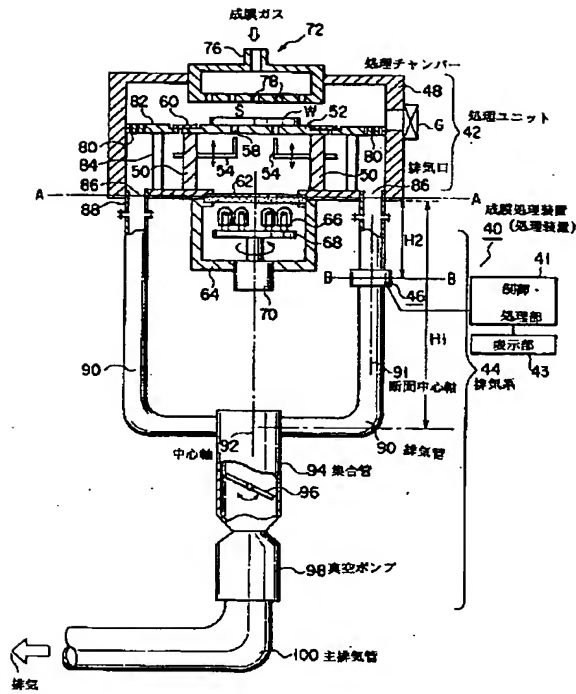 成膜ガス
76
72
処理チャンバー
78
48
82
60
S
W
52
G
処理ユニット
42
80
58
80
84
50
54
54
50
排気口
86
62
86
A
A
88
66
68
成膜処理装置
(処理装置)
40
41
64
H2
B
B
46
制御・
処理部
70
H1
表示部
43
90
91
断面中心軸
44
排気系
92
90 排気管
中心軸
94 集合管
96
98 真空ポンプ
100 主排気管
排気